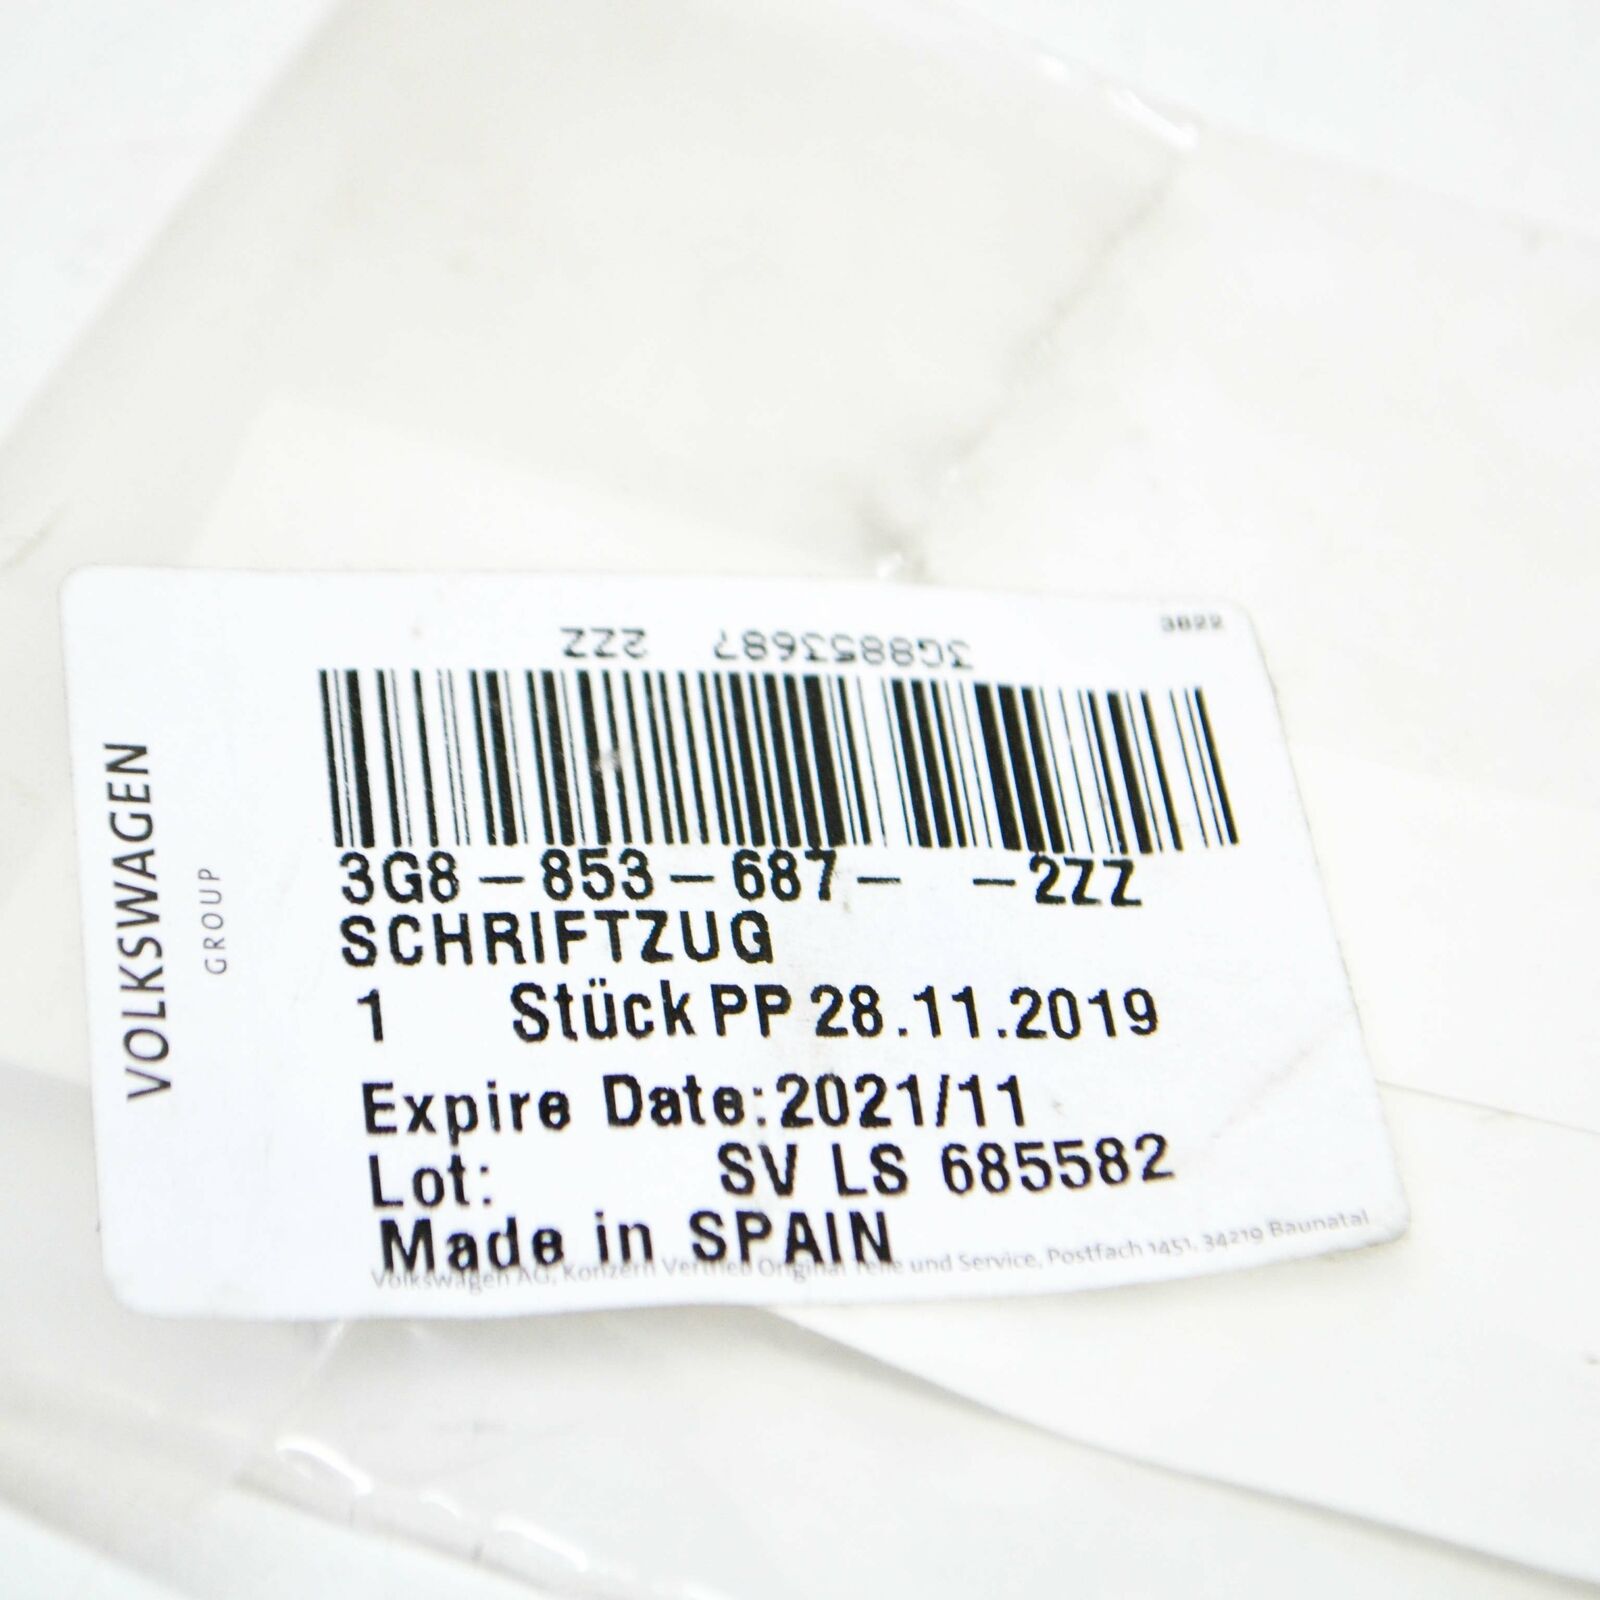 3B22
3G8853687 2ZZ
3G8-853-687- -2ZZ
SCHRIFTZUG
1 Stück PP 28.11.2019
Expire Date:2021/11
Lot: SV LS 685582
Made in SPAIN
Volkswagen AG, Konzern Vertrieb Original Teile und Service, Postfach 1451, 34219 Baunatal
VOLKSWAGEN
GROUP